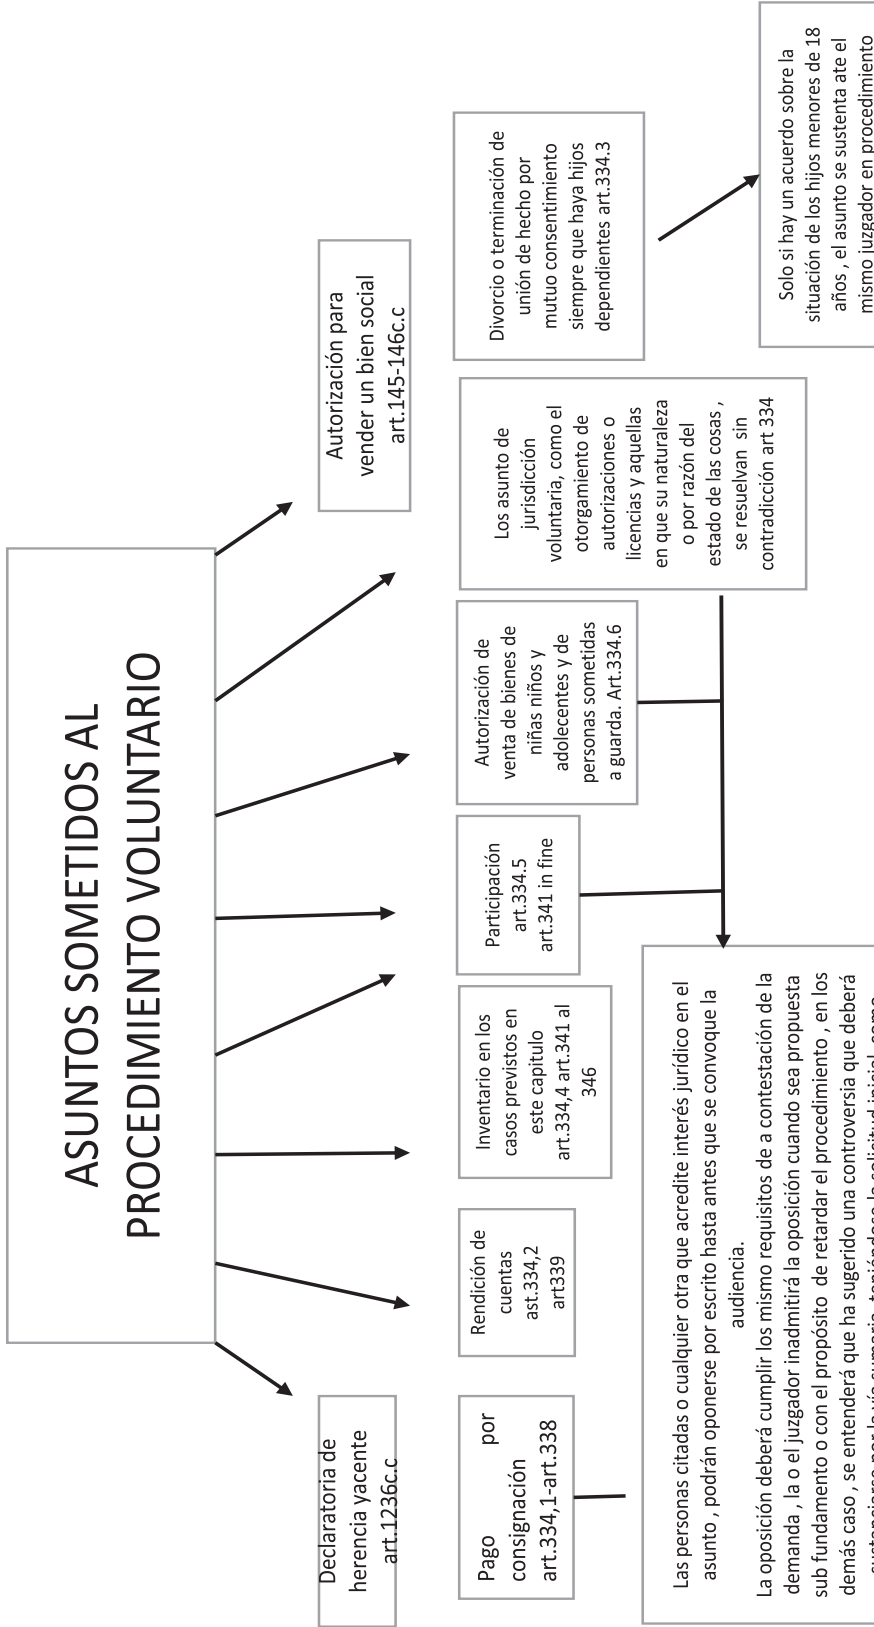 ASUNTOS SOMETIDOS AL
PROCEDIMIENTO VOLUNTARIO
Declaratoria de
herencia yacente
art.1236c.c
Autorización para
vender un bien social
art.145-146c.c
Pago por
consignación
art.334,1-art.338
Rendición de
cuentas
ast.334,2
art339
Inventario en los
casos previstos en
este capitulo
art.334,4 art.341 al
346
Participación
art.334.5
art.341 in fine
Autorización de
venta de bienes de
niñas niños y
adolecentes y de
personas sometidas
a guarda. Art.334.6
Los asunto de
jurisdicción
voluntaria, como el
otorgamiento de
autorizaciones o
licencias y aquellas
en que su naturaleza
o por razón del
estado de las cosas ,
se resuelvan sin
contradicción art 334
Divorcio o terminación de
unión de hecho por
mutuo consentimiento
siempre que haya hijos
dependientes art.334.3
Las personas citadas o cualquier otra que acredite interés jurídico en el
asunto , podrán oponerse por escrito hasta antes que se convoque la
audiencia.
La oposición deberá cumplir los mismo requisitos de a contestación de la
demanda , la o el juzgador inadmitirá la oposición cuando sea propuesta
sub fundamento o con el propósito de retardar el procedimiento , en los
demás caso , se entenderá que ha sugerido una controversia que deberá
sustanciarse por la vía sumaria, teniéndose la solicitud inicial como
Solo si hay un acuerdo sobre la
situación de los hijos menores de 18
años , el asunto se sustenta ate el
mismo juzgador en procedimiento